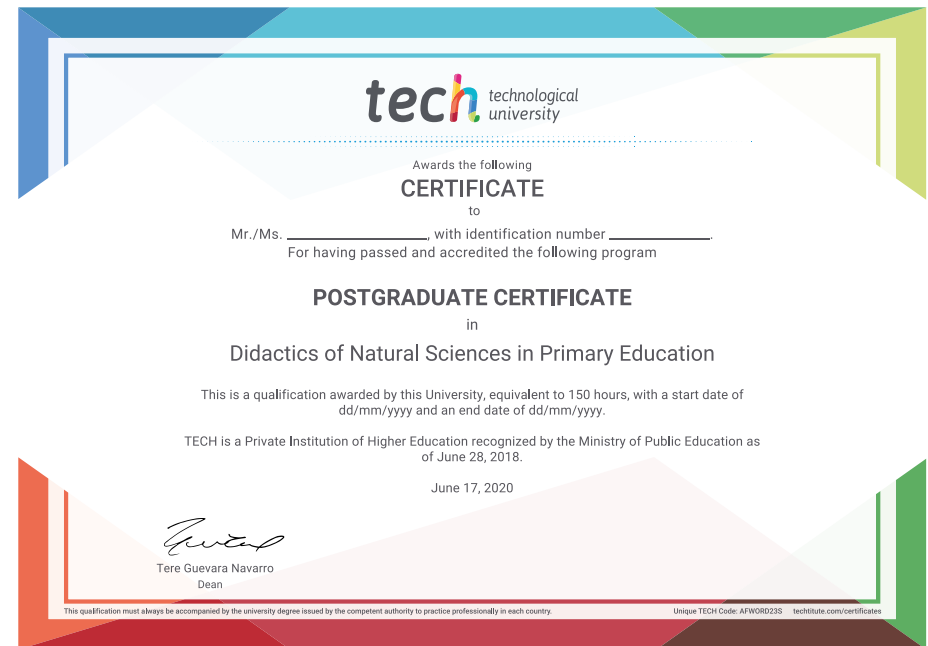 tech technological
university
Awards the following
CERTIFICATE
to
Mr./Ms. ____________________, with identification number ______________.
For having passed and accredited the following program
POSTGRADUATE CERTIFICATE
in
Didactics of Natural Sciences in Primary Education
This is a qualification awarded by this University, equivalent to 150 hours, with a start date of
dd/mm/yyyy and an end date of dd/mm/yyyy.
TECH is a Private Institution of Higher Education recognized by the Ministry of Public Education as
of June 28, 2018.
June 17, 2020
Tere Guevara Navarro
Dean
This qualification must always be accompanied by the university degree issued by the competent authority to practice professionally in each country. Unique TECH Code: AFWORD23S techtitute.com/certificates